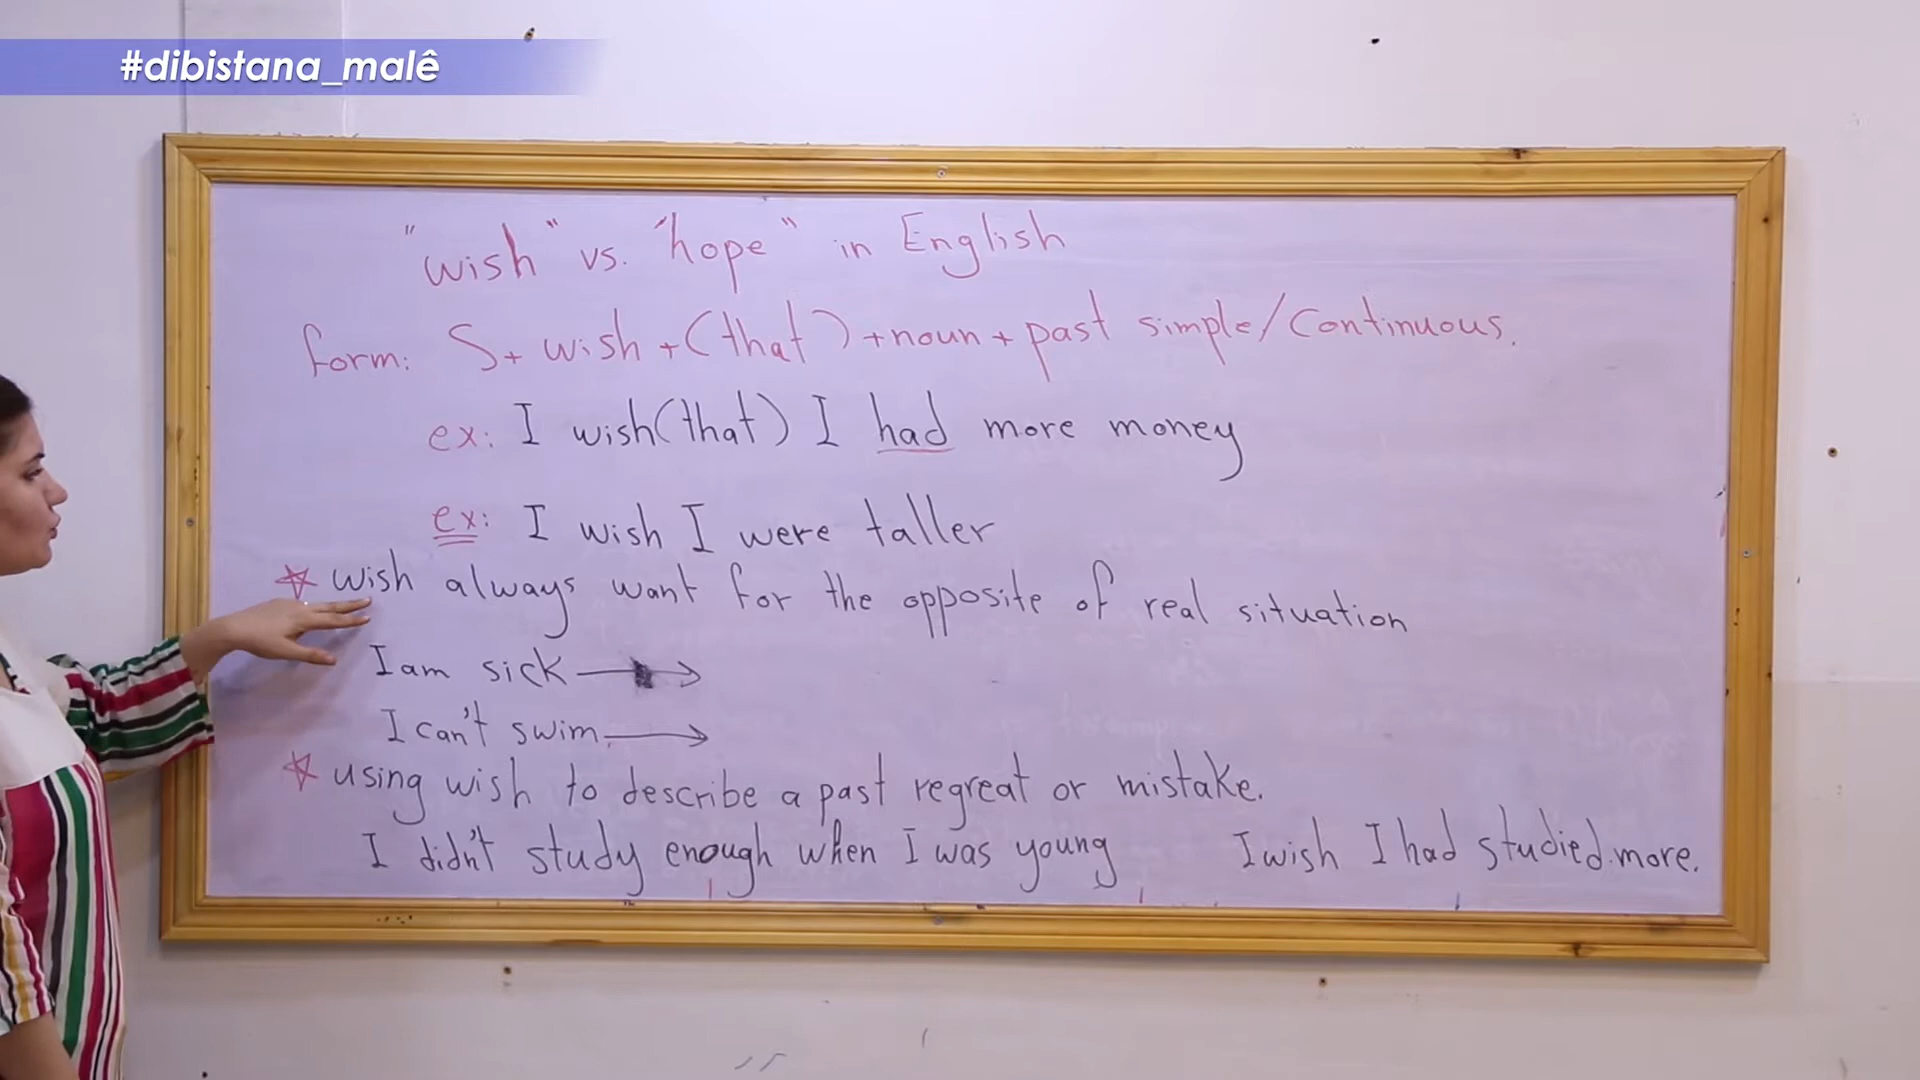 #dibistana_malê
"wish" vs. "hope" in English
form: S+ wish +(that)+noun+past simple/Continuous.
ex: I wish(that) I had more money
ex: I wish I were taller
wish always want for the opposite of real situation
I am sick
I can't swim
using wish to describe a past regreat or mistake.
I didn't study enough when I was young I wish I had studied more.